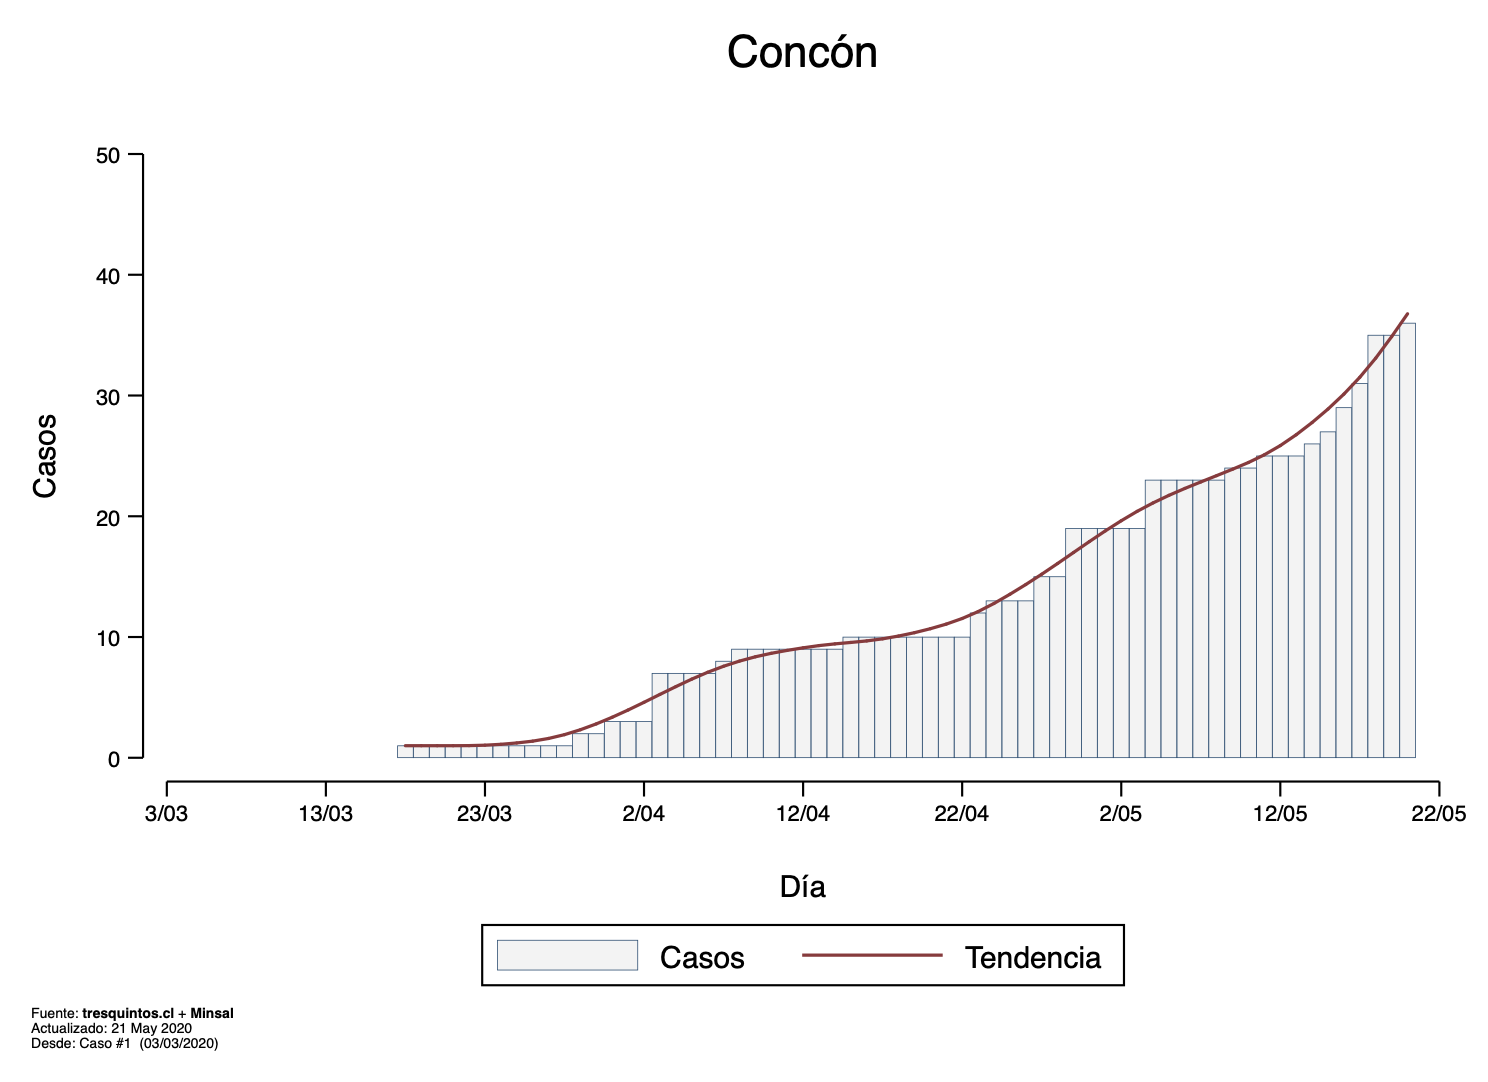 Concón
50
40
30
20
10
0
Casos
3/03 13/03 23/03 2/04 12/04 22/04 2/05 12/05 22/05
Día
Casos Tendencia
Fuente: tresquintos.cl + Minsal
Actualizado: 21 May 2020
Desde: Caso #1 (03/03/2020)